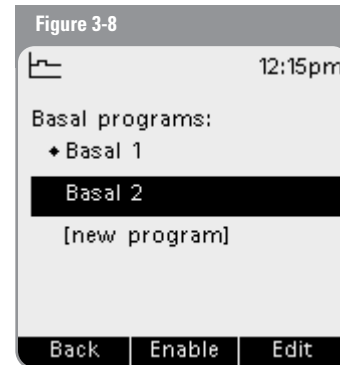 Figure 3-8
12:15pm
Basal programs:
Basal 1
Basal 2
[new program]
Back Enable Edit